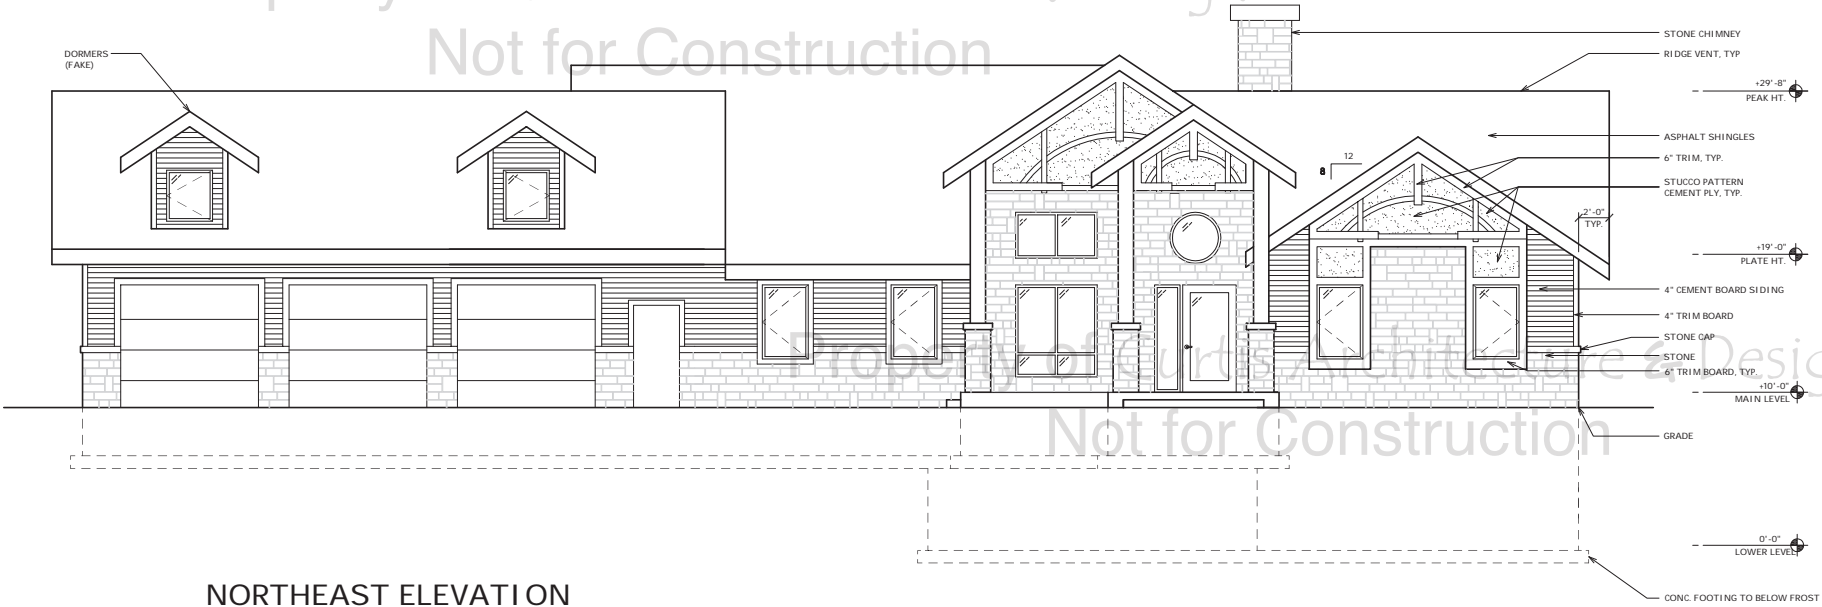 Not for Construction
DORMERS
(FAKE)
STONE CHIMNEY
RIDGE VENT, TYP
+29'-8"
PEAK HT.
ASPHALT SHINGLES
12
8
6" TRIM, TYP.
STUCCO PATTERN
CEMENT PLY, TYP.
2'-0"
TYP.
+19'-0"
PLATE HT.
4" CEMENT BOARD SIDING
4" TRIM BOARD
STONE CAP
STONE
Property of Curtis Architecture & Desig
6" TRIM BOARD, TYP.
+10'-0"
MAIN LEVEL
Not for Construction
GRADE
0'-0"
LOWER LEVEL
NORTHEAST ELEVATION
CONC. FOOTING TO BELOW FROST